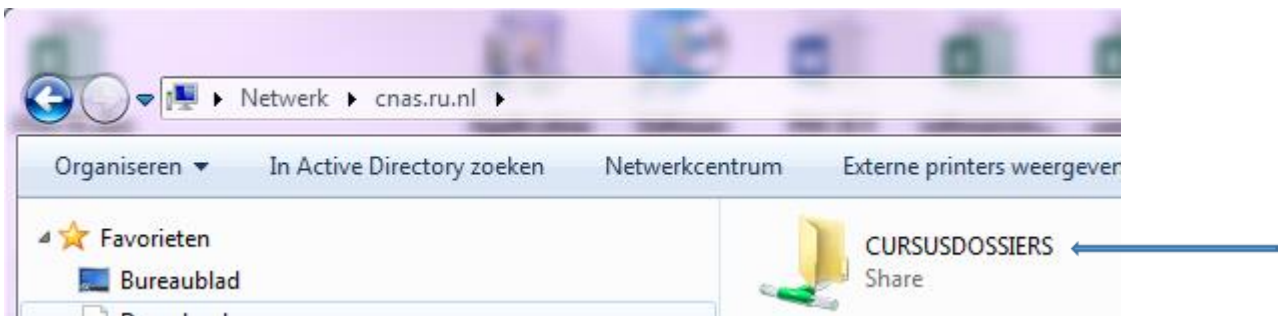 Netwerk cnas.ru.nl
Organiseren In Active Directory zoeken Netwerkcentrum Externe printers weergeven
Favorieten
CURSUSDOSSIERS
Share
Bureaublad